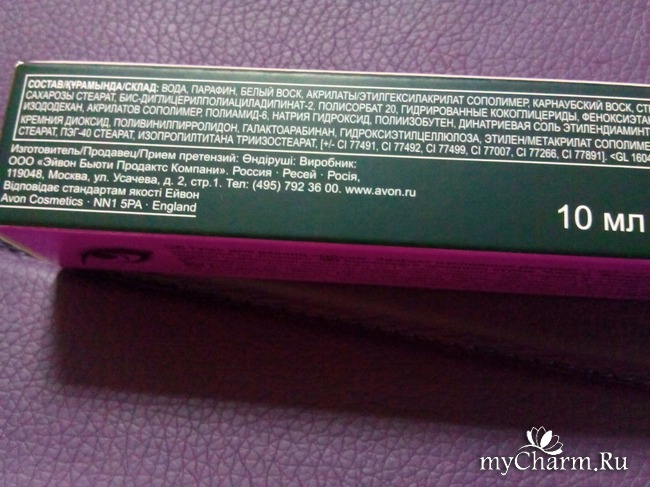 СОСТАВ/ҚҰРАМЫНДА/СКЛАД: ВОДА, ПАРАФИН, БЕЛЫЙ ВОСК, АКРИЛАТЫ/ЭТИЛГЕКСИЛАКРИЛАТ СОПОЛИМЕР, КАРНАУБСКИЙ ВОСК,
САХАРОЗЫ СТЕАРАТ, БИС-ДИГЛИЦЕРИЛПОЛИАЦИЛАДИПИНАТ-2, ПОЛИСОРБАТ 20, ГИДРИРОВАННЫЕ КОКОГЛИЦЕРИДЫ,
ИЗОДОДЕКАН, АКРИЛАТОВ СОПОЛИМЕР, ПОЛИАМИД-6, НАТРИЯ ГИДРОКСИД, ПОЛИИЗОБУТЕН, ДИНАТРИЕВАЯ СОЛЬ
КРЕМНИЯ ДИОКСИД, ПОЛИВИНИЛПИРРОЛИДОН, ГАЛАКТОАРАБИНАН, ГИДРОКСИЭТИЛЦЕЛЛЮЛОЗА, ЭТИЛЕН/МЕТАКРИЛАТ СОПОЛИМЕР,
СТЕАРАТ, ПЭГ-40 СТЕАРАТ, ИЗОПРОПИЛТИТАНА ТРИИЗОСТЕАРАТ, [+/- CI 77491, CI 77492, CI 77499, CI 77007, CI 77266, CI 77891]. <GL 1604
Изготовитель/Продавец/Прием претензий: Өндіруші: Виробник:
ООО «Эйвон Бьюти Продактс Компани». Россия · Ресей · Росія,
119048, Москва, ул. Усачева, д. 2, стр.1. Тел: (495) 792 36 00. www.avon.ru
Відповідає стандартам якості Ейвон
Avon Cosmetics · NN1 5PA · England
10 мл
myCharm.Ru